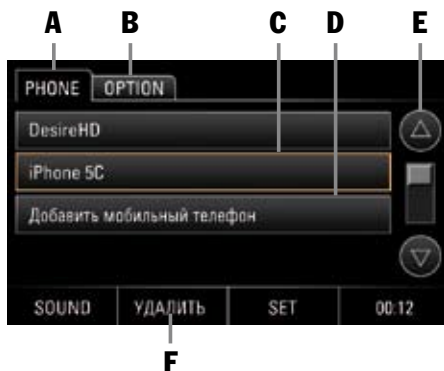 A B C D E
PHONE OPTION
DesireHD
iPhone 5C
Добавить мобильный телефон
SOUND УДАЛИТЬ SET 00:12
F